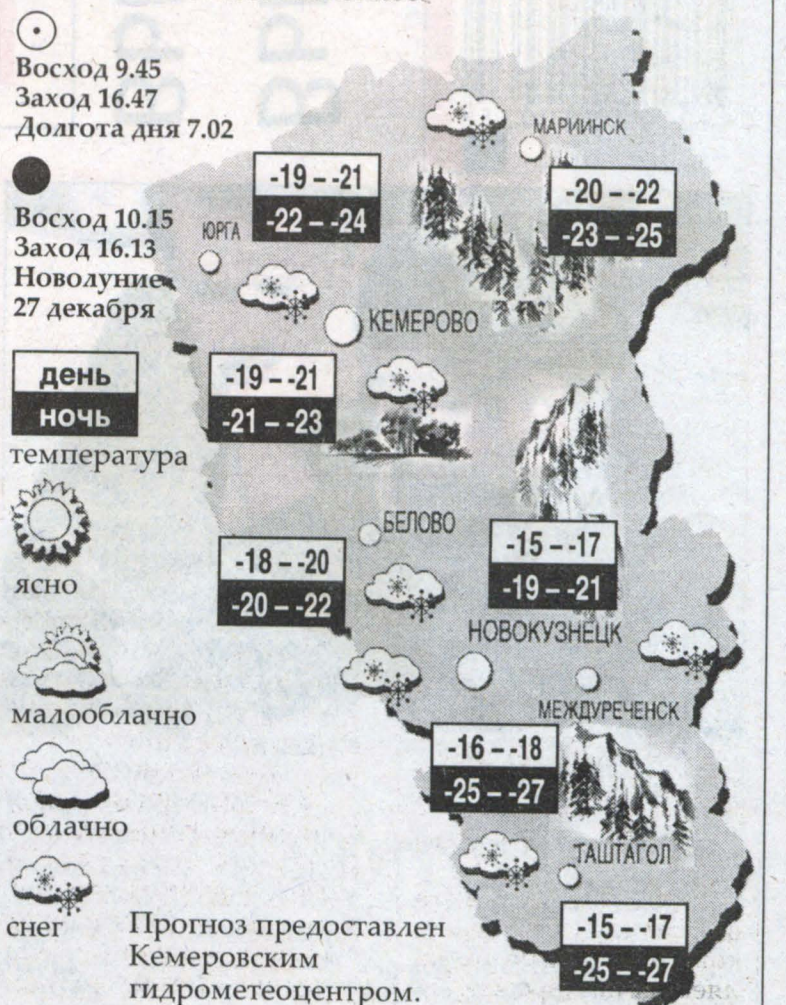 Восход 9.45
Заход 16.47
Долгота дня 7.02
Восход 10.15
Заход 16.13
Новолуние
27 декабря
день
ночь
температура
ясно
малооблачно
облачно
снег
МАРИИНСК
-19 – -21
-22 – -24
-20 – -22
-23 – -25
ЮРГА
КЕМЕРОВО
-19 – -21
-21 – -23
БЕЛОВО
-18 – -20
-20 – -22
-15 – -17
-19 – -21
НОВОКУЗНЕЦК
МЕЖДУРЕЧЕНСК
-16 – -18
-25 – -27
ТАШТАГОЛ
-15 – -17
-25 – -27
Прогноз предоставлен
Кемеровским
гидрометеоцентром.